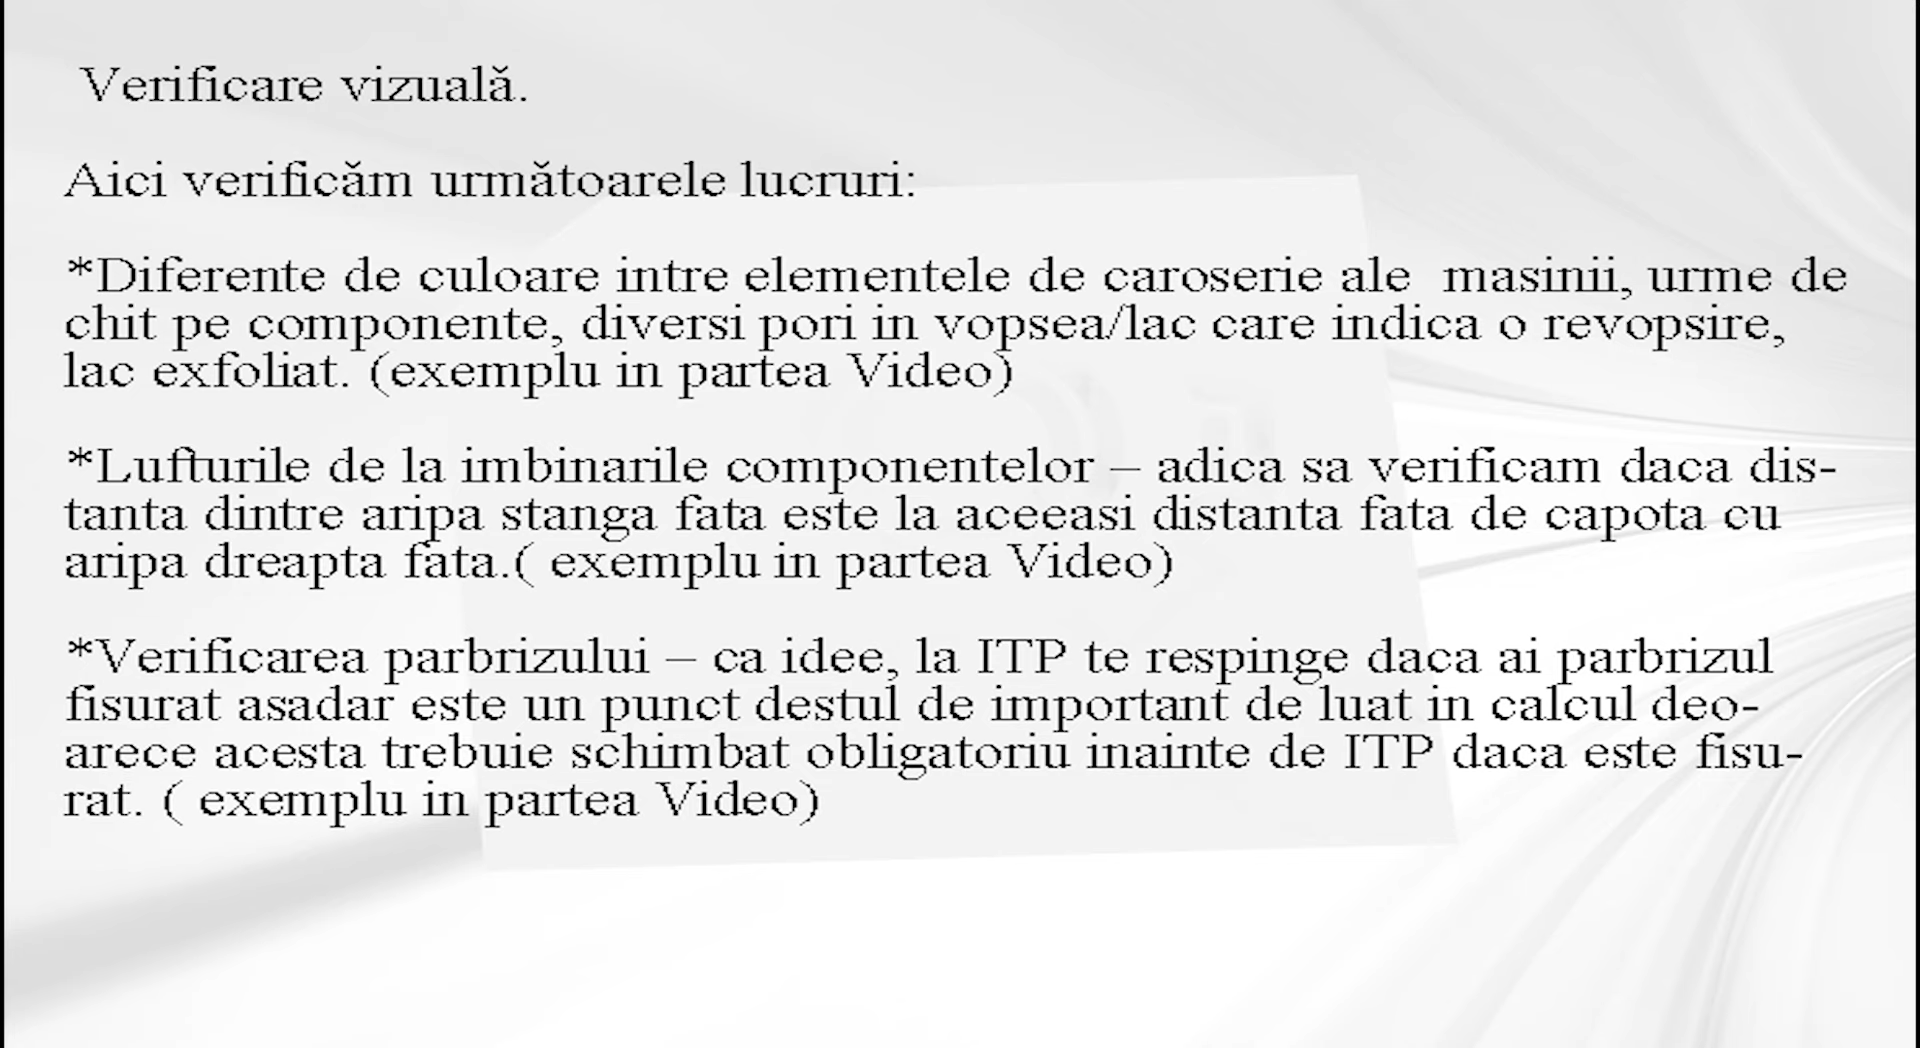 Verificare vizuală.
Aici verificăm următoarele lucruri:
*Diferente de culoare intre elementele de caroserie ale  masinii, urme de
chit pe componente, diversi pori in vopsea/lac care indica o revopsire,
lac exfoliat. (exemplu in partea Video)
*Lufturile de la imbinarile componentelor – adica sa verificam daca dis-
tanta dintre aripa stanga fata este la aceeasi distanta fata de capota cu
aripa dreapta fata.( exemplu in partea Video)
*Verificarea parbrizului – ca idee, la ITP te respinge daca ai parbrizul
fisurat asadar este un punct destul de important de luat in calcul deo-
arece acesta trebuie schimbat obligatoriu inainte de ITP daca este fisu-
rat. ( exemplu in partea Video)